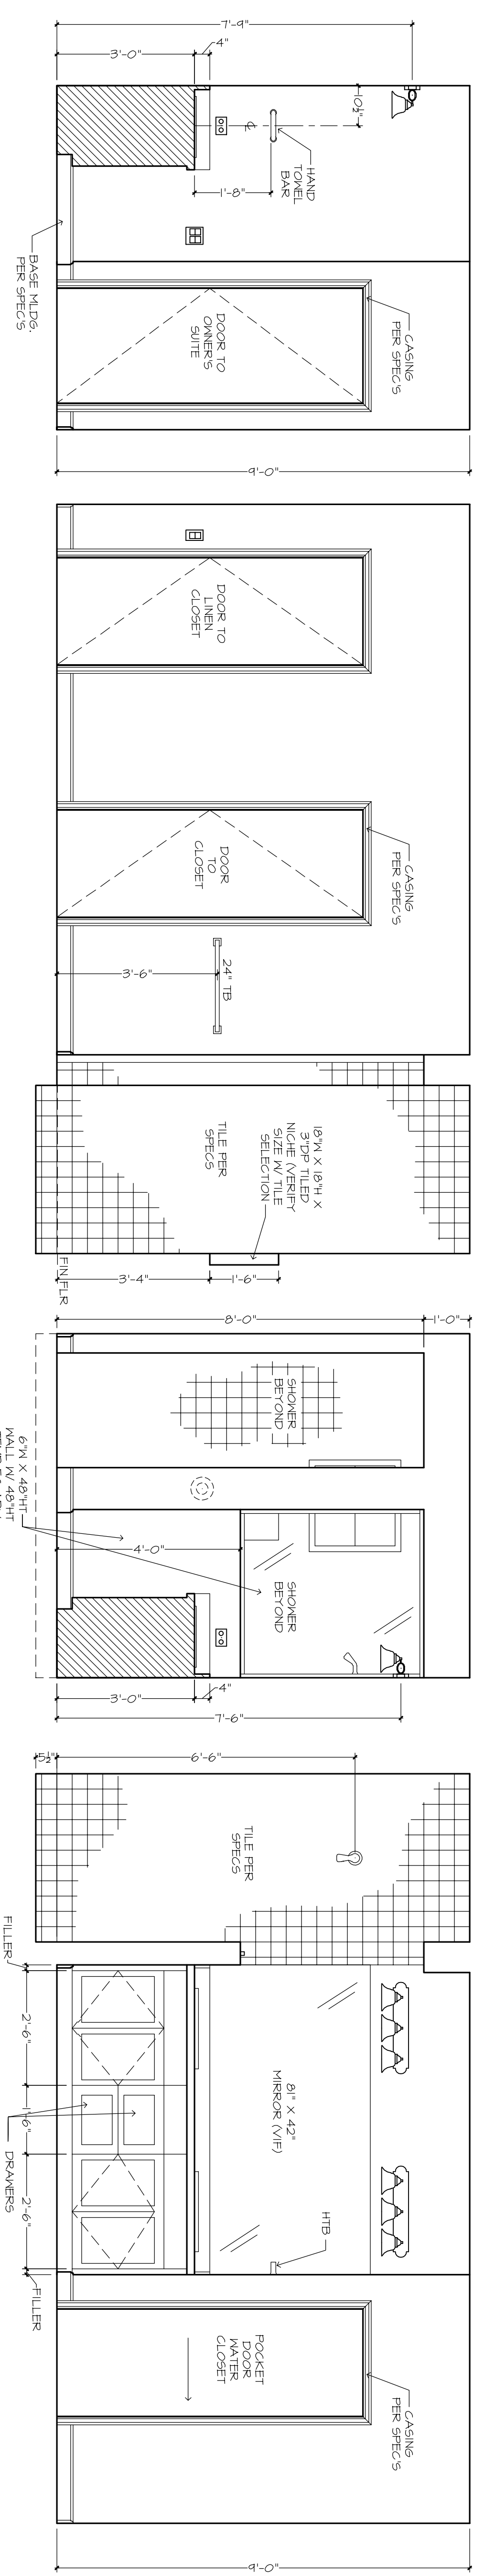 7'-9"
3'-0"
4"
10½"
HAND
TOWEL
BAR
1'-8"
BASE MLDG.
PER SPEC'S
DOOR TO
OWNER'S
SUITE
CASING
PER SPEC'S
9'-0"
DOOR TO
LINEN
CLOSET
DOOR
TO
CLOSET
CASING
PER SPEC'S
24" TB
3'-6"
TILE PER
SPECS
18"W X 18"H X
3"DP TILED
NICHE (VERIFY
SIZE W/ TILE
SELECTION
FIN FLR
3'-4"
1'-6"
8'-0"
1'-0"
SHOWER
BEYOND
6"W X 48"HT
WALL W/ 48"HT
4'-0"
SHOWER
BEYOND
3'-0"
4"
7'-6"
5½"
6'-6"
TILE PER
SPECS
FILLER
2'-6"
1'-6"
2'-6"
DRAWERS
FILLER
81" X 42"
MIRROR (VIF)
HTB
POCKET
DOOR
WATER
CLOSET
CASING
PER SPEC'S
9'-0"